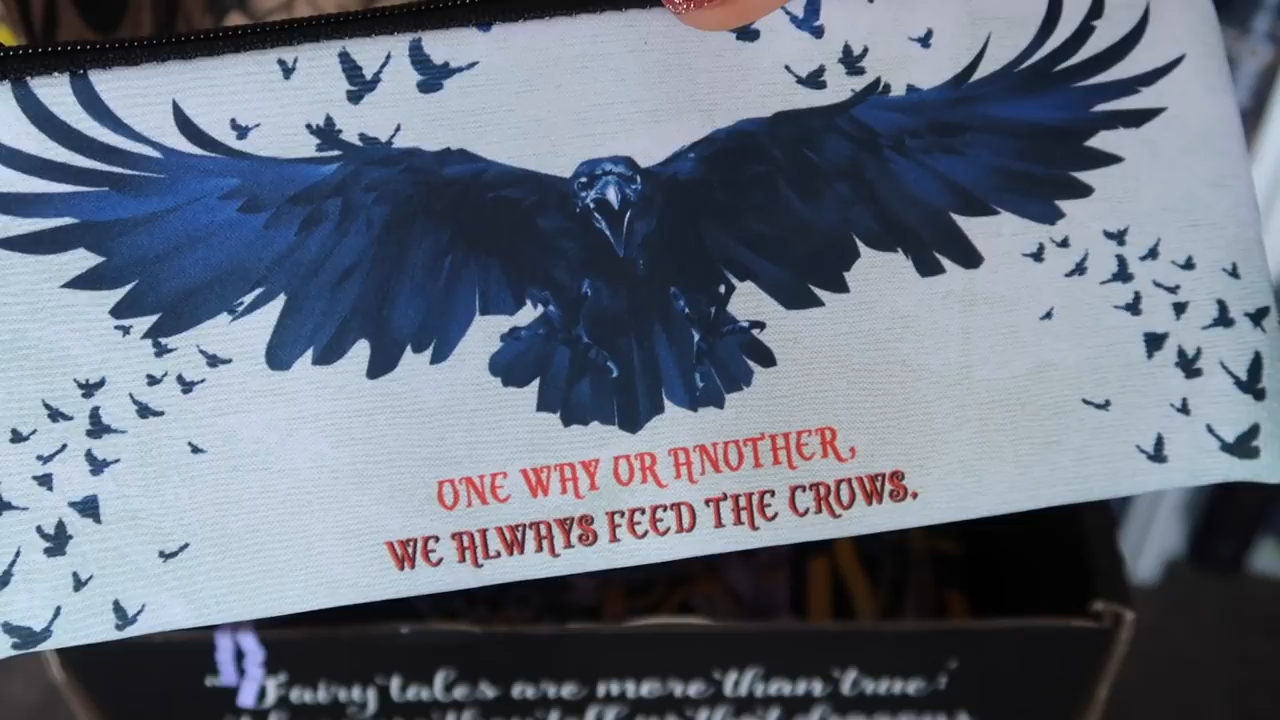 ONE WAY OR ANOTHER,
WE ALWAYS FEED THE CROWS.
"Fairy tales are more than true: